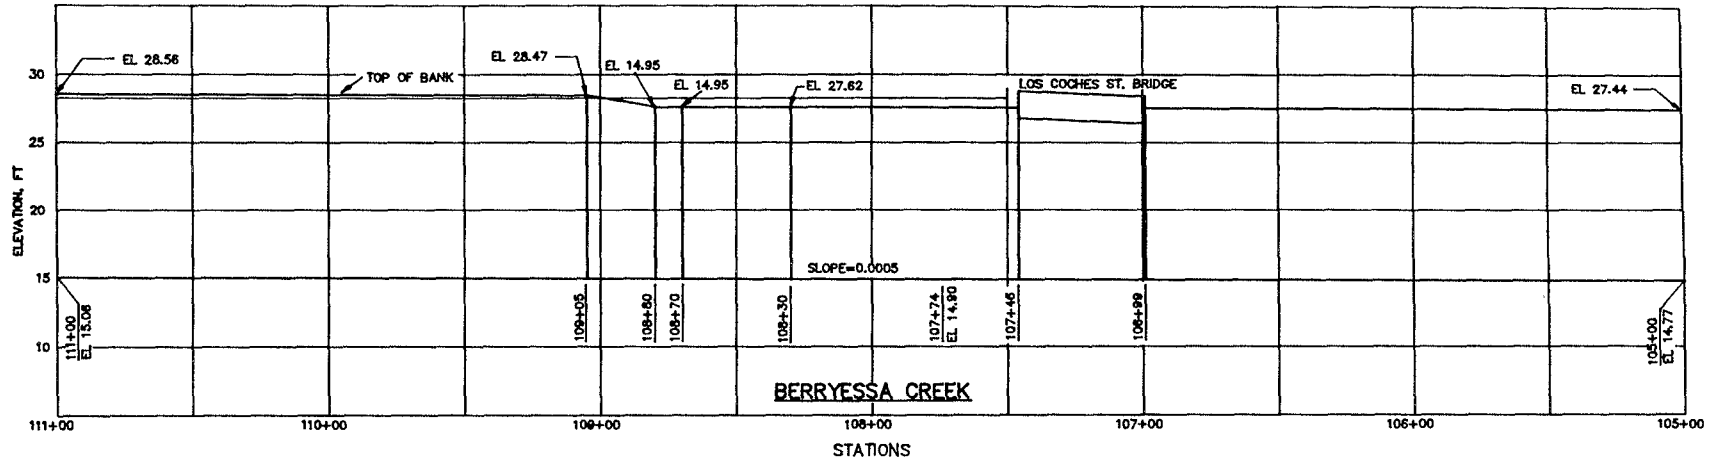 EL 28.56
TOP OF BANK
EL 28.47
EL 14.95
EL 14.95
EL 27.62
LOS COCHES ST. BRIDGE
EL 27.44
ELEVATION, FT
30
25
20
15
10
SLOPE=0.0005
111+00
EL 15.08
109+05
108+80
108+70
108+30
107+74
EL 14.90
107+46
106+99
105+00
EL 14.77
BERRYESSA CREEK
111+00
110+00
109+00
108+00
107+00
106+00
105+00
STATIONS